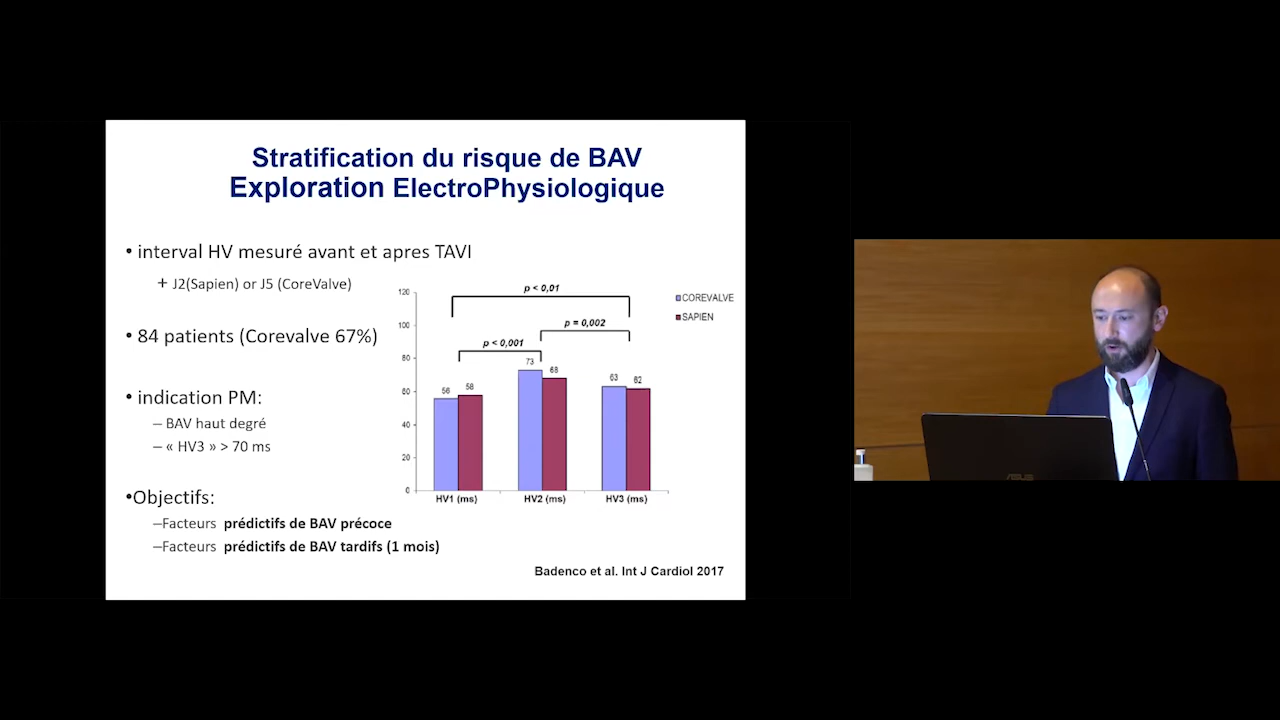 Stratification du risque de BAV
Exploration ElectroPhysiologique
• interval HV mesuré avant et apres TAVI
+ J2(Sapien) or J5 (CoreValve)
• 84 patients (Corevalve 67%)
• indication PM:
– BAV haut degré
– « HV3 » > 70 ms
•Objectifs:
–Facteurs prédictifs de BAV précoce
–Facteurs prédictifs de BAV tardifs (1 mois)
120
100
80
60
40
20
0
p < 0,01
p = 0,002
p < 0,001
56
58
73
68
63
62
HV1 (ms)
HV2 (ms)
HV3 (ms)
COREVALVE
SAPIEN
Badenco et al. Int J Cardiol 2017
ASUS